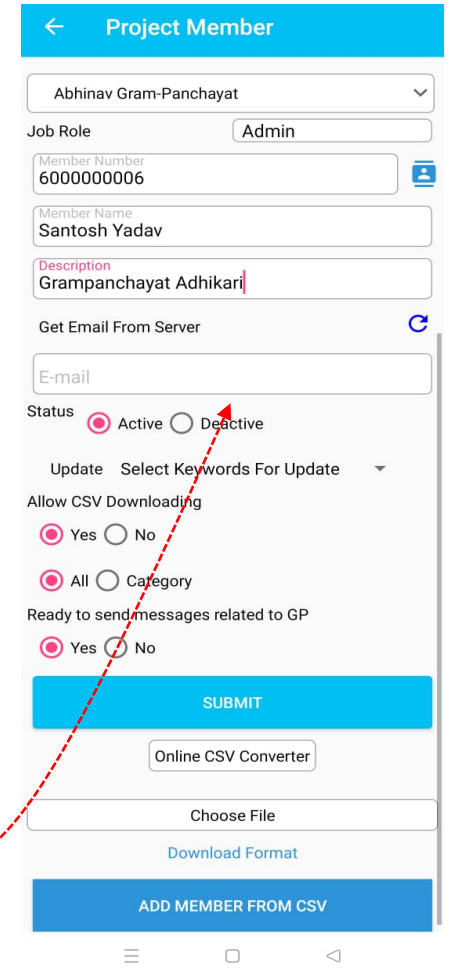 Project Member
Abhinav Gram-Panchayat
Job Role Admin
Member Number
6000000006
Member Name
Santosh Yadav
Description
Grampanchayat Adhikari
Get Email From Server
E-mail
Status Active Deactive
Update Select Keywords For Update
Allow CSV Downloading
Yes No
All Category
Ready to send messages related to GP
Yes No
SUBMIT
Online CSV Converter
Choose File
Download Format
ADD MEMBER FROM CSV